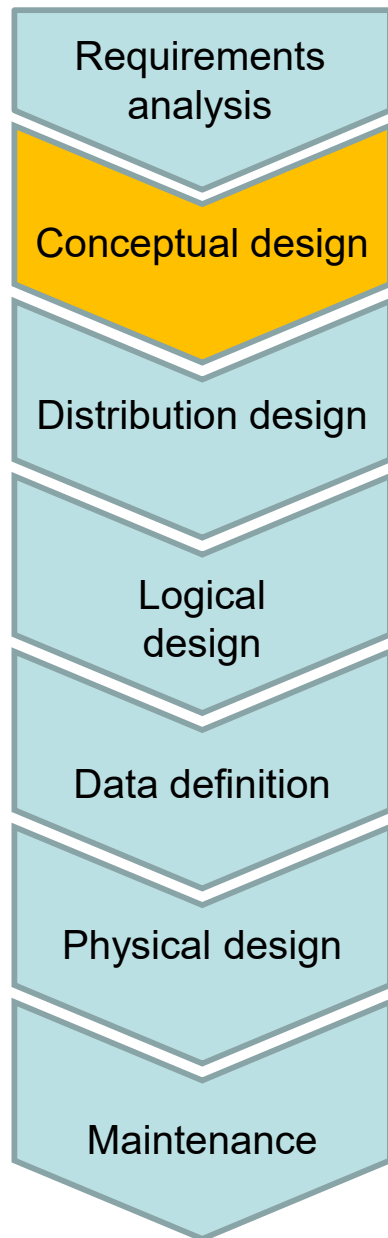 Requirements
analysis
Conceptual design
Distribution design
Logical
design
Data definition
Physical design
Maintenance